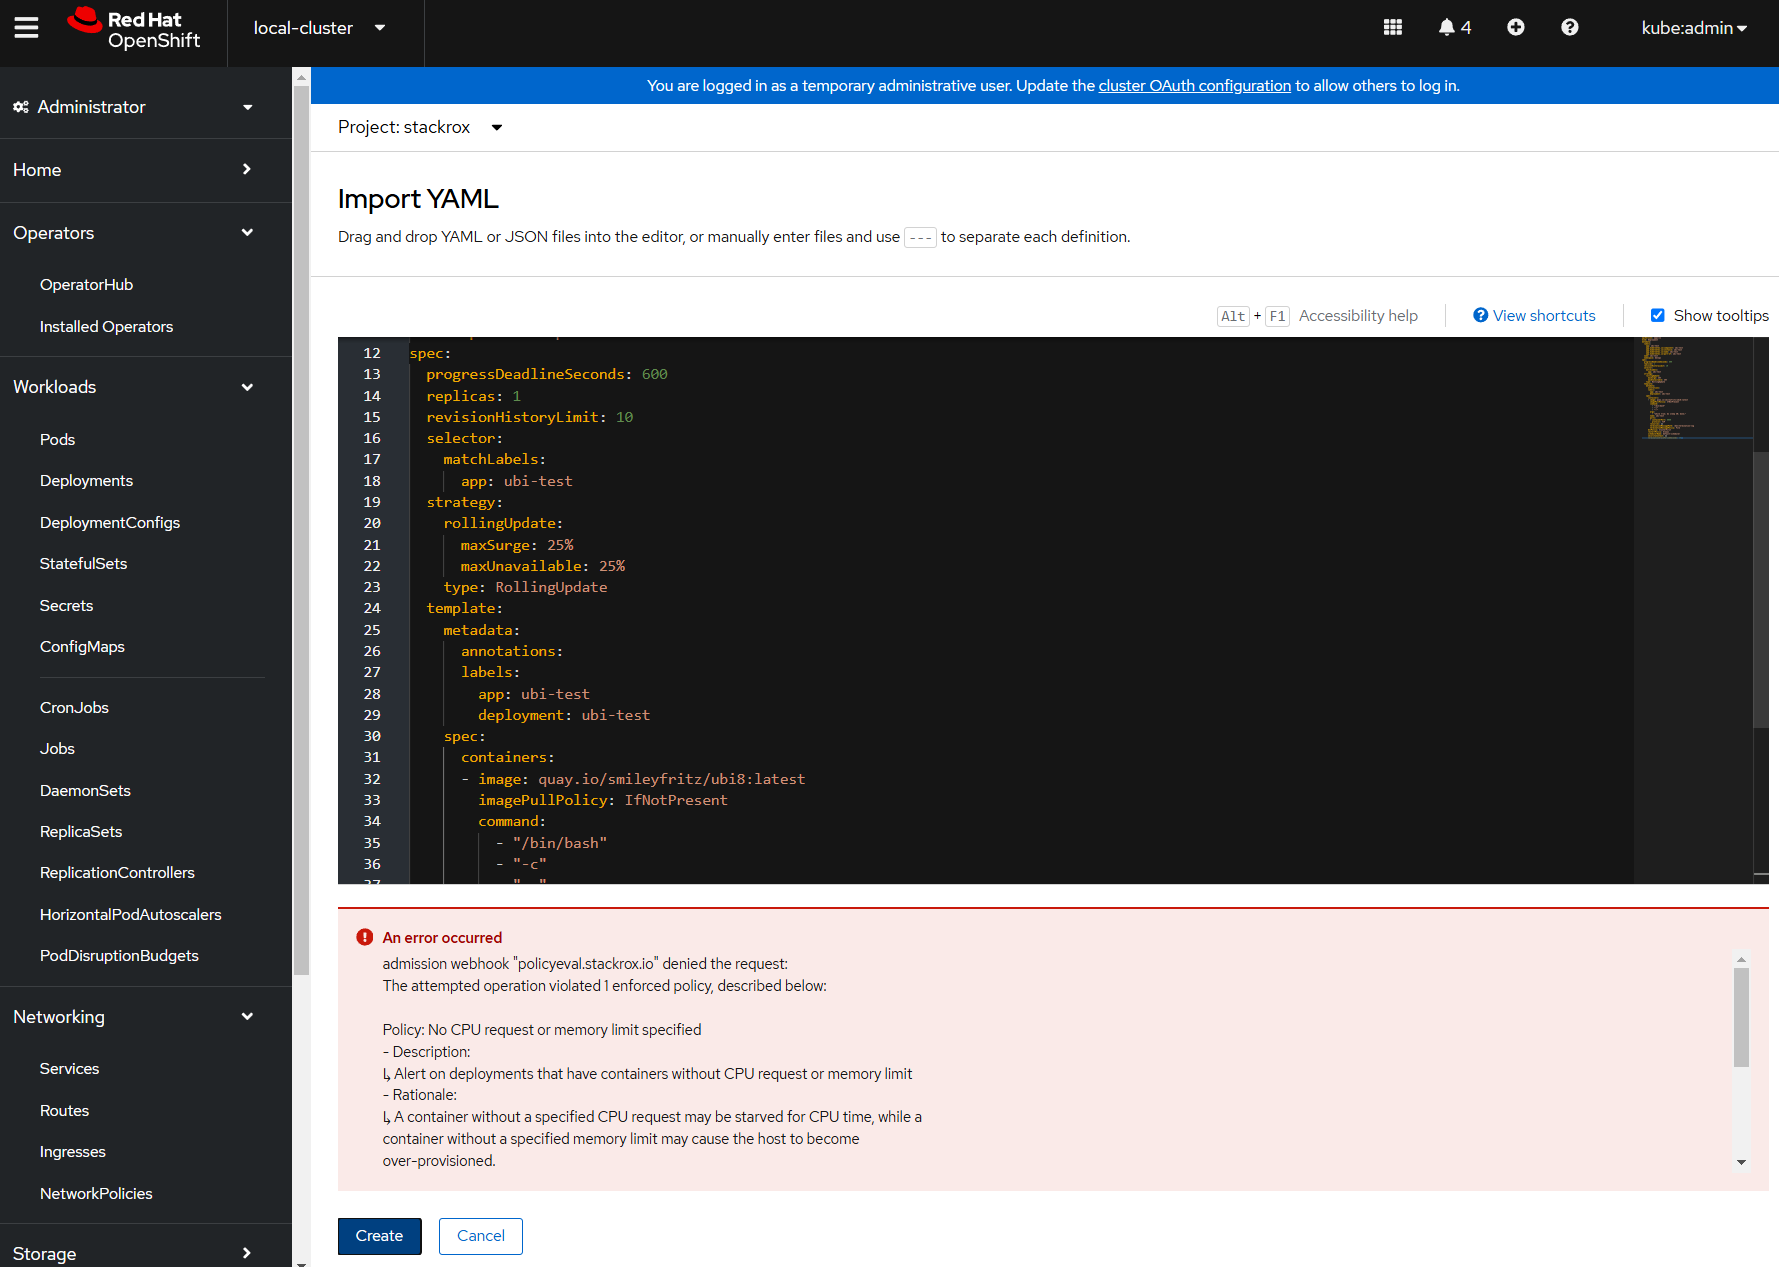 Red Hat
OpenShift
local-cluster
4
kube:admin
You are logged in as a temporary administrative user. Update the cluster OAuth configuration to allow others to log in.
Administrator
Home
Operators
OperatorHub
Installed Operators
Workloads
Pods
Deployments
DeploymentConfigs
StatefulSets
Secrets
ConfigMaps
CronJobs
Jobs
DaemonSets
ReplicaSets
ReplicationControllers
HorizontalPodAutoscalers
PodDisruptionBudgets
Networking
Services
Routes
Ingresses
NetworkPolicies
Storage
Project: stackrox
Import YAML
Drag and drop YAML or JSON files into the editor, or manually enter files and use --- to separate each definition.
Alt + F1 Accessibility help
View shortcuts
Show tooltips
12 spec:
13 progressDeadlineSeconds: 600
14 replicas: 1
15 revisionHistoryLimit: 10
16 selector:
17 matchLabels:
18 app: ubi-test
19 strategy:
20 rollingUpdate:
21 maxSurge: 25%
22 maxUnavailable: 25%
23 type: RollingUpdate
24 template:
25 metadata:
26 annotations:
27 labels:
28 app: ubi-test
29 deployment: ubi-test
30 spec:
31 containers:
32 - image: quay.io/smileyfritz/ubi8:latest
33 imagePullPolicy: IfNotPresent
34 command:
35 - "/bin/bash"
36 - "-c"
An error occurred
admission webhook "policyeval.stackrox.io" denied the request:
The attempted operation violated 1 enforced policy, described below:
Policy: No CPU request or memory limit specified
- Description:
↳ Alert on deployments that have containers without CPU request or memory limit
- Rationale:
↳ A container without a specified CPU request may be starved for CPU time, while a
container without a specified memory limit may cause the host to become
over-provisioned.
Create
Cancel